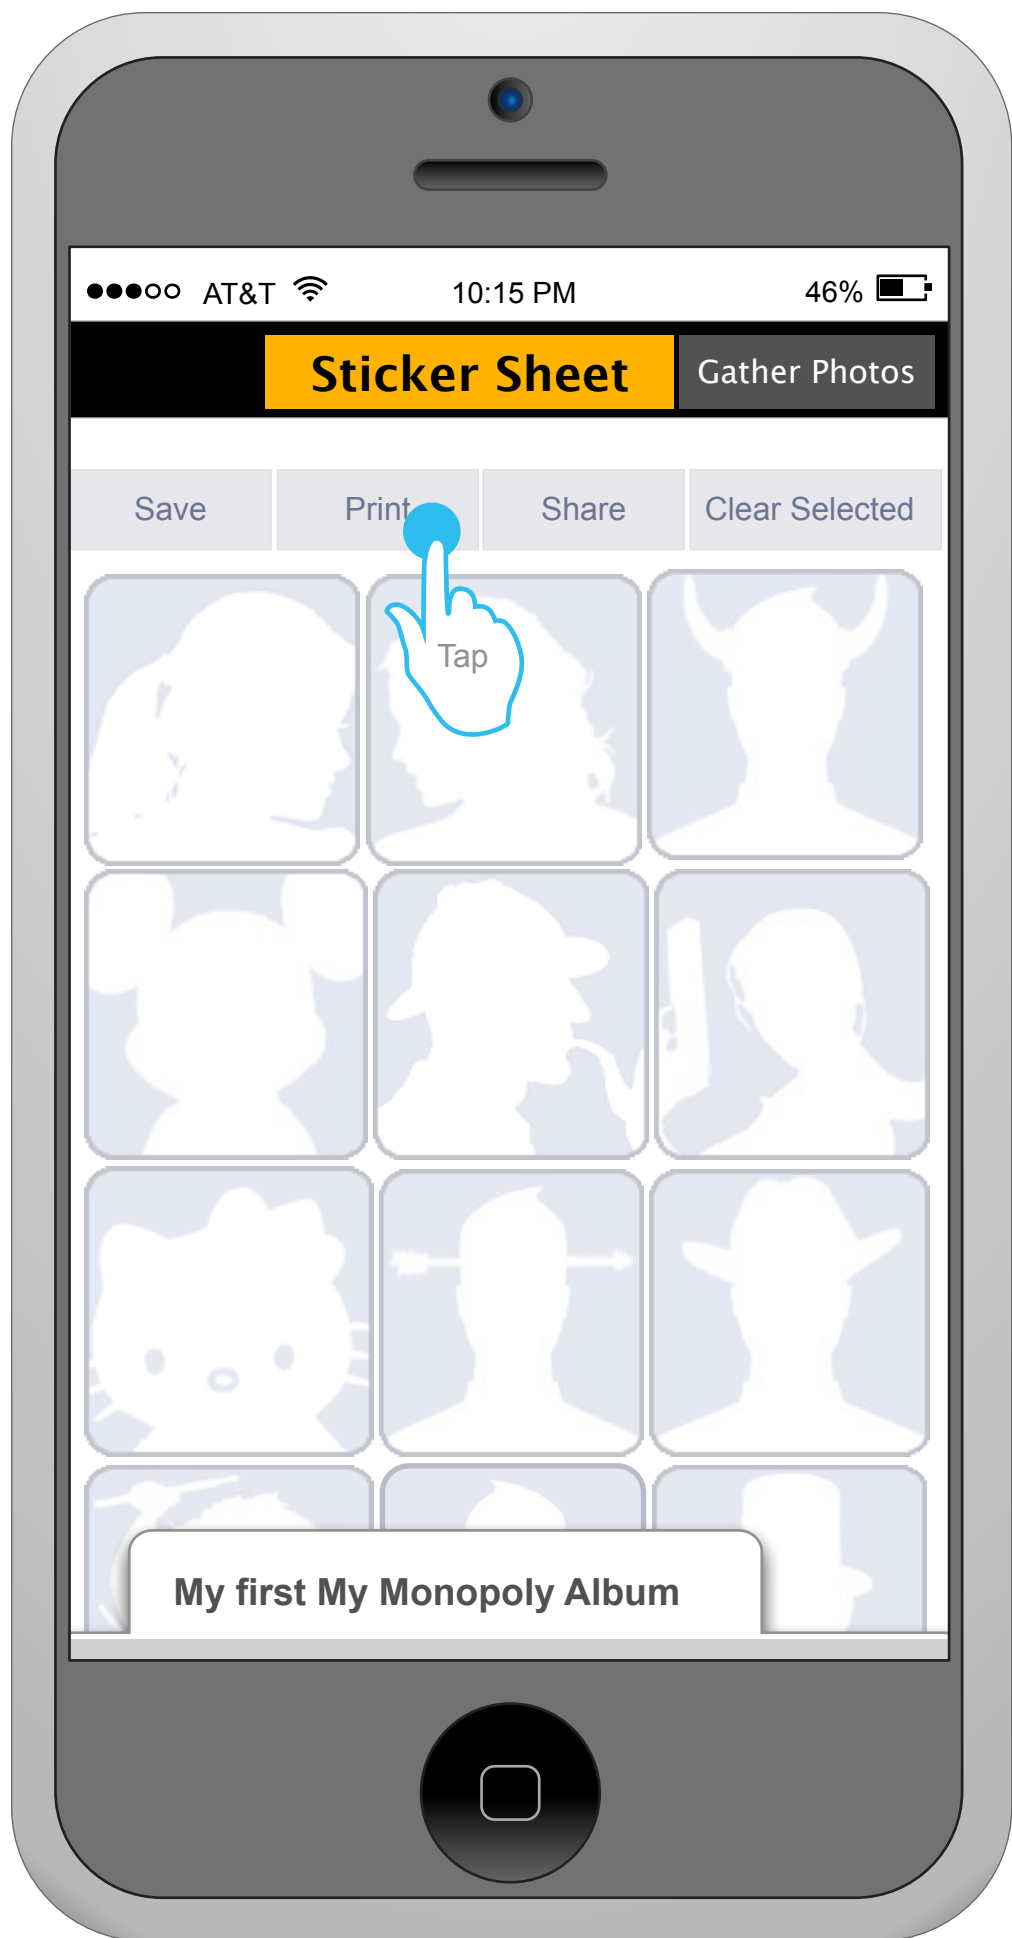 AT&T 10:15 PM 46%
Sticker Sheet Gather Photos
Save Print Share Clear Selected
Tap
My first My Monopoly Album